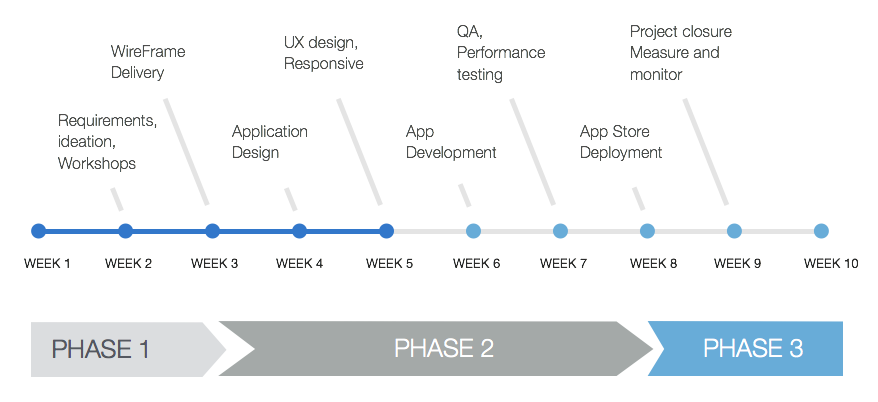 WireFrame
Delivery
UX design,
Responsive
QA,
Performance
testing
Project closure
Measure and
monitor
Requirements,
ideation,
Workshops
Application
Design
App
Development
App Store
Deployment
WEEK 1
WEEK 2
WEEK 3
WEEK 4
WEEK 5
WEEK 6
WEEK 7
WEEK 8
WEEK 9
WEEK 10
PHASE 1
PHASE 2
PHASE 3